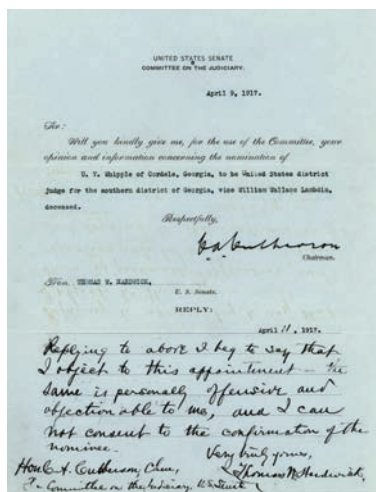 UNITED STATES SENATE
COMMITTEE ON THE JUDICIARY.
April 9, 1917.
Sir:
Will you kindly give me, for the use of the Committee, your
opinion and information concerning the nomination of
U. V. Whipple of Cordele, Georgia, to be United States district
judge for the southern district of Georgia, vice William Wallace Lambdin,
deceased.
Respectfully,
C. A. Culberson
Chairman.
Hon. THOMAS W. HARDWICK,
U. S. Senate.
REPLY:
April 11, 1917.
Replying to above I beg to say that
I object to this appointment – the
same is personally offensive and
objectionable to me, and I can
not consent to the confirmation of the
nominee.
Very truly yours,
Hon. C. A. Culberson, Chm, Thomas W. Hardwick,
Committee on the Judiciary U.S. Senate